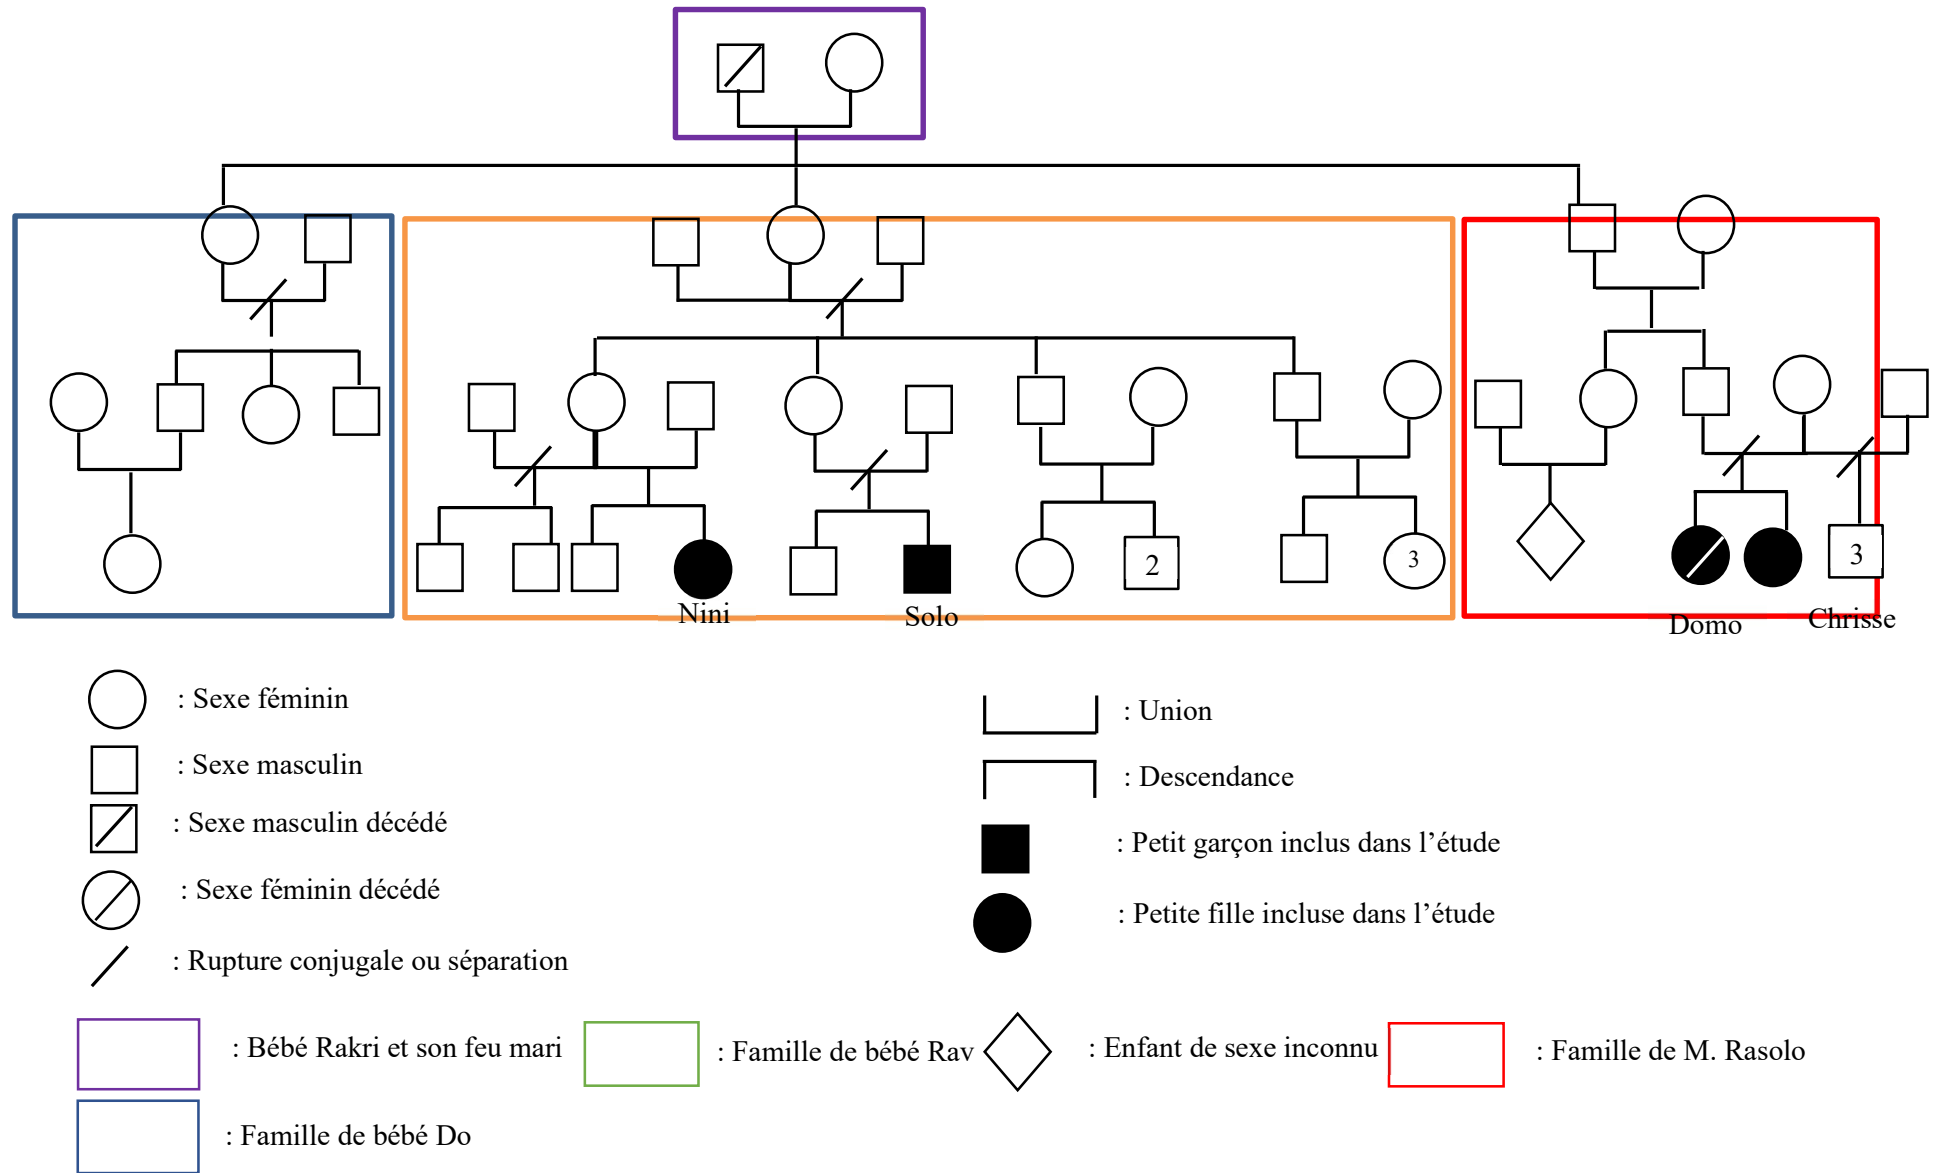 2
3
3
Nini
Solo
Domo
Chrisse
: Sexe féminin
: Union
: Sexe masculin
: Descendance
: Sexe masculin décédé
: Petit garçon inclus dans l’étude
: Sexe féminin décédé
: Petite fille incluse dans l’étude
: Rupture conjugale ou séparation
: Bébé Rakri et son feu mari
: Famille de bébé Rav
: Enfant de sexe inconnu
: Famille de M. Rasolo
: Famille de bébé Do